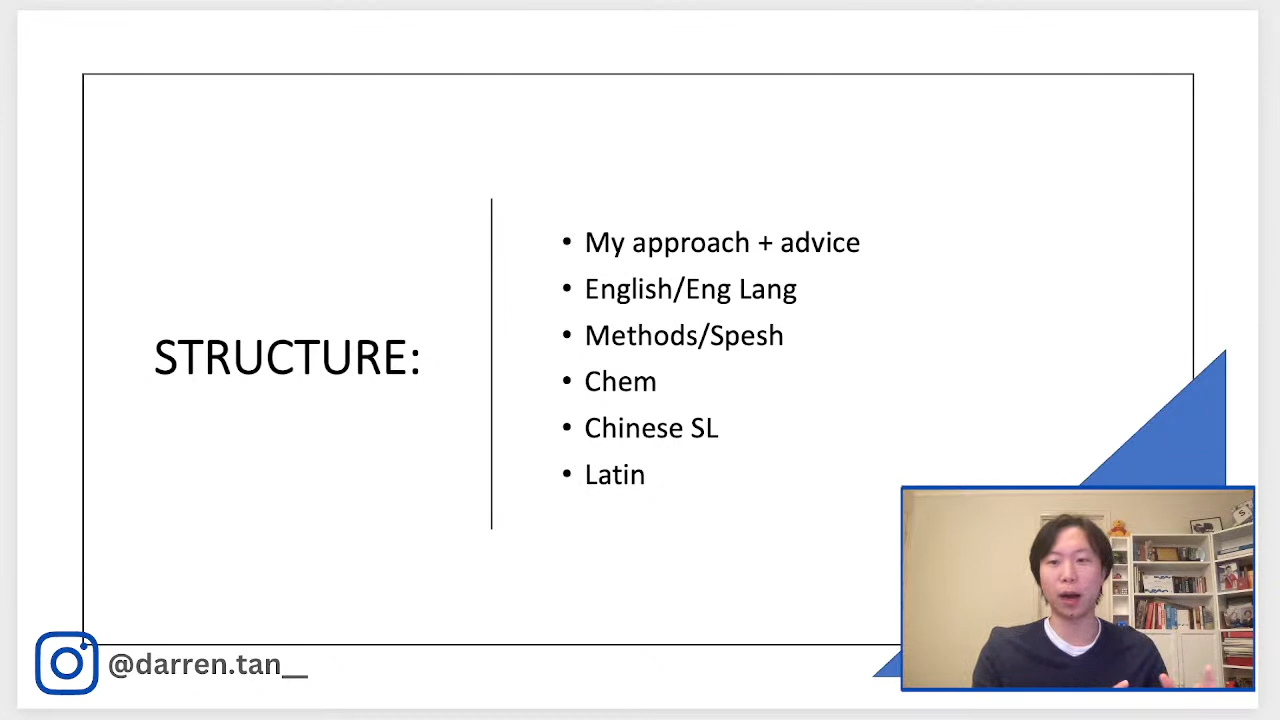 STRUCTURE:
• My approach + advice
• English/Eng Lang
• Methods/Spesh
• Chem
• Chinese SL
• Latin
@darren.tan__